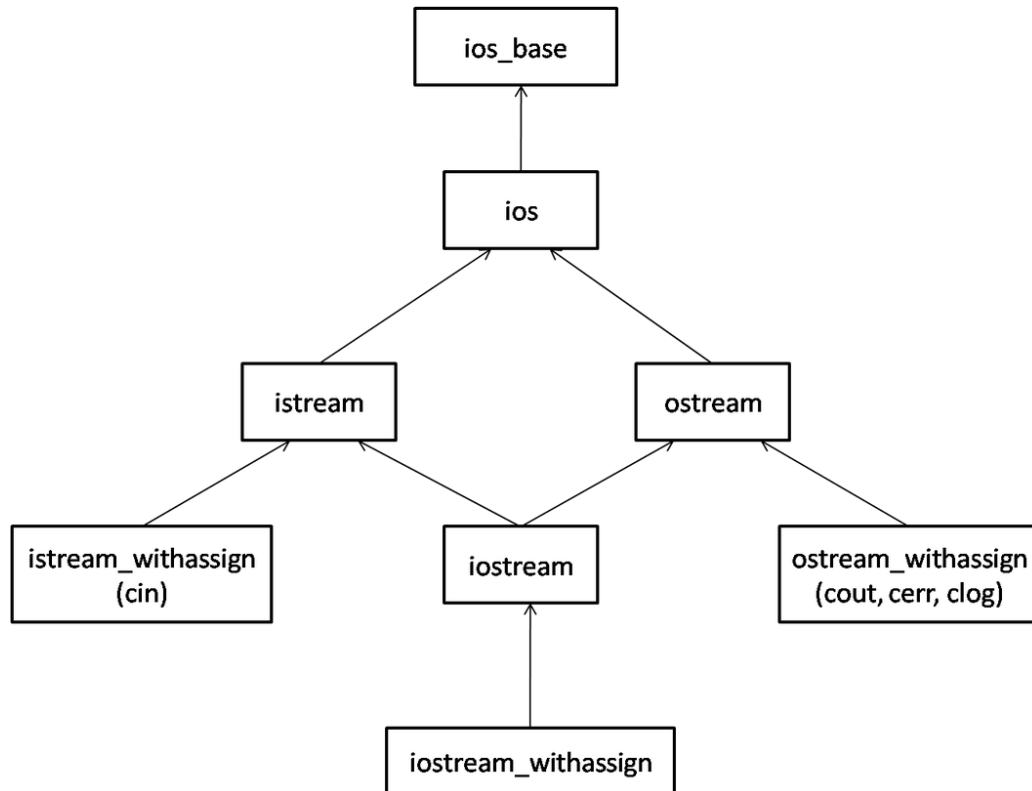 ios_base
ios
istream
ostream
istream_withassign
(cin)
iostream
ostream_withassign
(cout, cerr, clog)
iostream_withassign